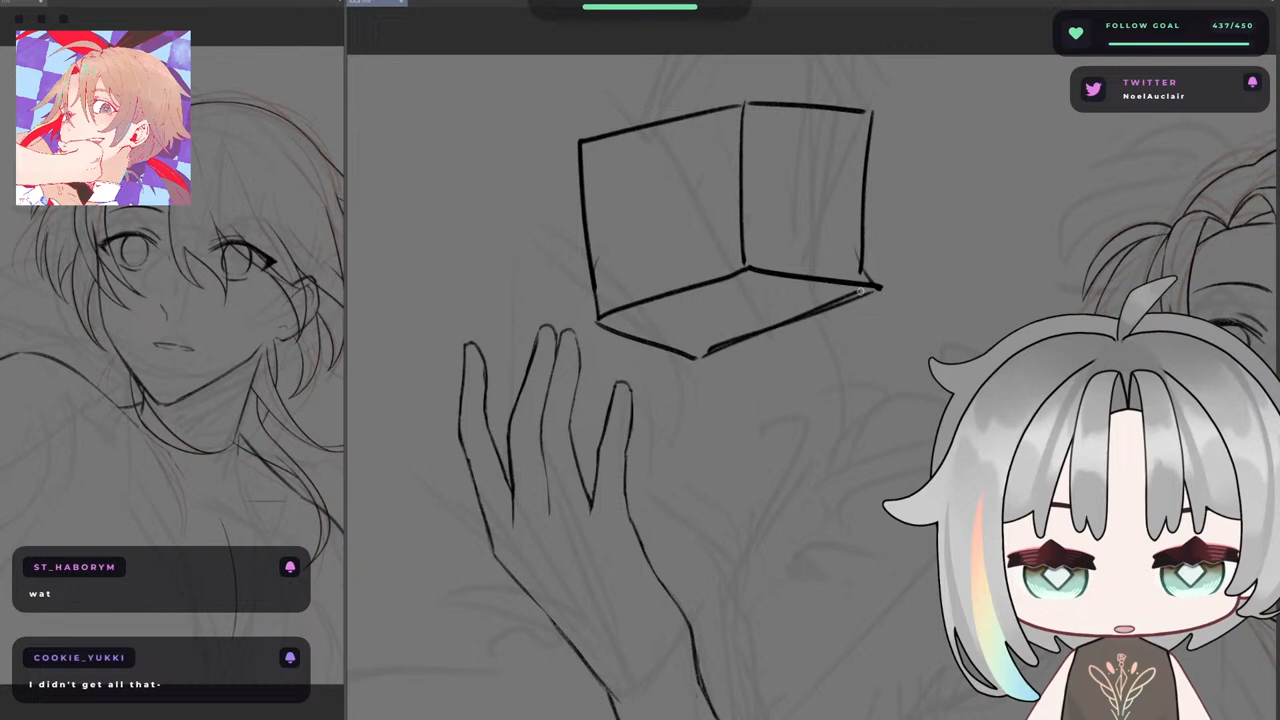 FOLLOW GOAL 437/450
TWITTER
NoelAuclair
ST_HABORYM
wat
COOKIE_YUKKI
I didn't get all that-